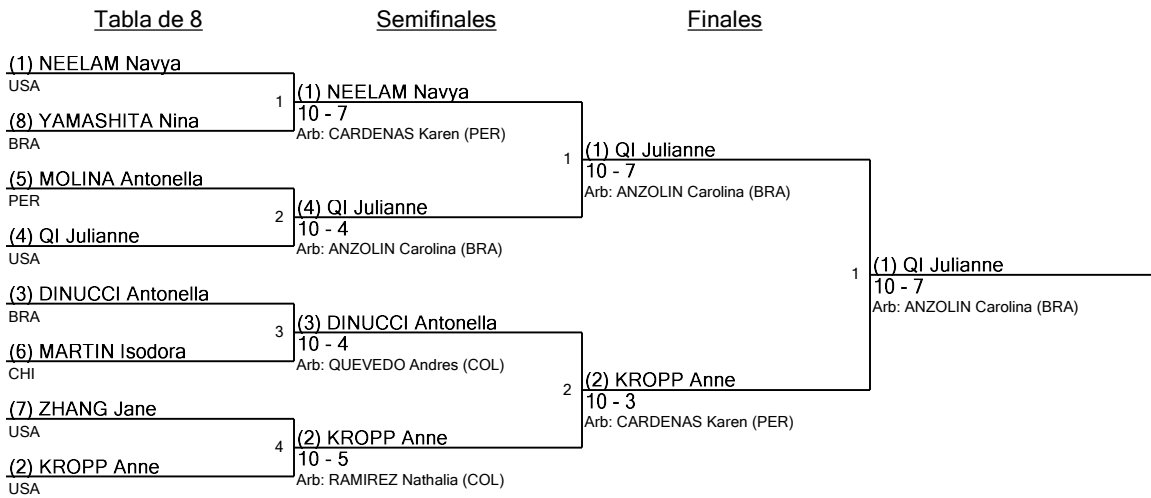 Tabla de 8
Semifinales
Finales
(1) NEELAM Navya
USA
1
(8) YAMASHITA Nina
BRA
(5) MOLINA Antonella
PER
2
(4) QI Julianne
USA
(3) DINUCCI Antonella
BRA
3
(6) MARTIN Isodora
CHI
(7) ZHANG Jane
USA
4
(2) KROPP Anne
USA
(1) NEELAM Navya
10 - 7
Arb: CARDENAS Karen (PER)
1
(4) QI Julianne
10 - 4
Arb: ANZOLIN Carolina (BRA)
(3) DINUCCI Antonella
10 - 4
Arb: QUEVEDO Andres (COL)
2
(2) KROPP Anne
10 - 5
Arb: RAMIREZ Nathalia (COL)
(1) QI Julianne
10 - 7
Arb: ANZOLIN Carolina (BRA)
1
(2) KROPP Anne
10 - 3
Arb: CARDENAS Karen (PER)
(1) QI Julianne
10 - 7
Arb: ANZOLIN Carolina (BRA)